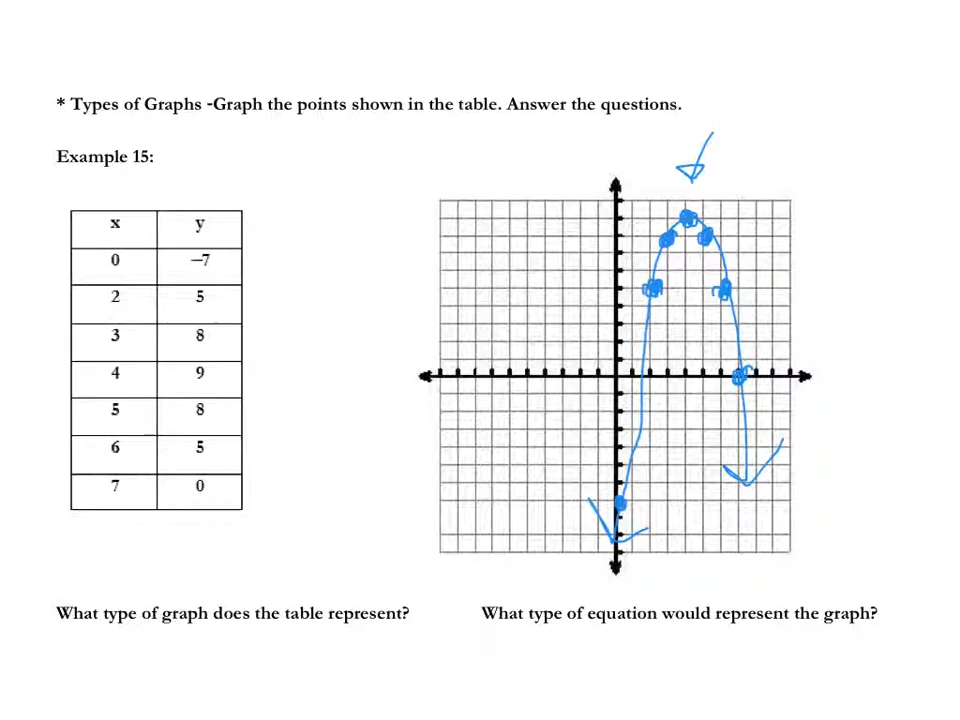 * Types of Graphs -Graph the points shown in the table. Answer the questions.
Example 15:
x y
0 –7
2 5
3 8
4 9
5 8
6 5
7 0
What type of graph does the table represent? What type of equation would represent the graph?